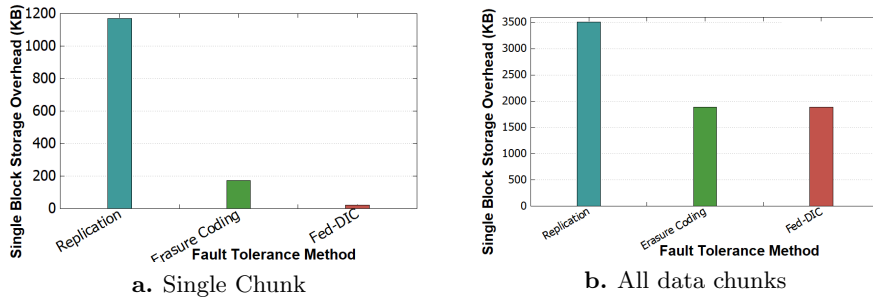 Single Block Storage Overhead (KB)
1200
1000
800
600
400
200
0
Replication
Erasure Coding
Fed-DIC
Fault Tolerance Method
a. Single Chunk
Single Block Storage Overhead (KB)
3500
3000
2500
2000
1500
1000
500
0
Replication
Erasure Coding
Fed-DIC
Fault Tolerance Method
b. All data chunks